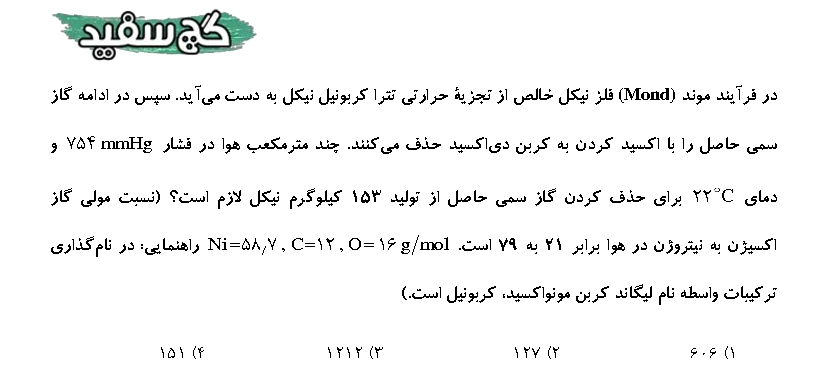 گچ سفید
در فرآیند موند (Mond) فلز نیکل خالص از تجزیهٔ حرارتی تترا کربونیل نیکل به دست می‌آید. سپس در ادامه گاز
سمی حاصل را با اکسید کردن به کربن دی‌اکسید حذف می‌کنند. چند مترمکعب هوا در فشار ۷۵۴ mmHg و
دمای ۲۲°C برای حذف کردن گاز سمی حاصل از تولید ۱۵۳ کیلوگرم نیکل لازم است؟ (نسبت مولی گاز
اکسیژن به نیتروژن در هوا برابر ۲۱ به ۷۹ است. Ni=۵۸٫۷ , C=۱۲ , O=۱۶ g/mol راهنمایی: در نام‌گذاری
ترکیبات واسطه نام لیگاند کربن مونواکسید، کربونیل است.)
۱) ۶۰۶ ۲) ۱۲۷ ۳) ۱۲۱۲ ۴) ۱۵۱